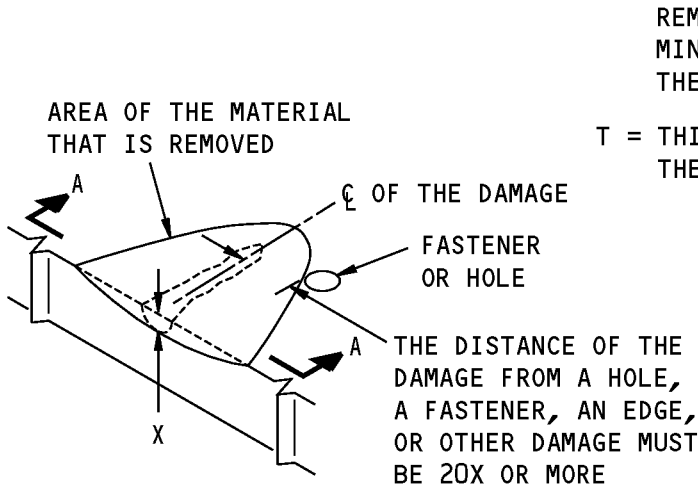 REM
MIN
THE
T = THI
THE
AREA OF THE MATERIAL
THAT IS REMOVED
A
℄ OF THE DAMAGE
FASTENER
OR HOLE
A
THE DISTANCE OF THE
DAMAGE FROM A HOLE,
A FASTENER, AN EDGE,
OR OTHER DAMAGE MUST
BE 20X OR MORE
X